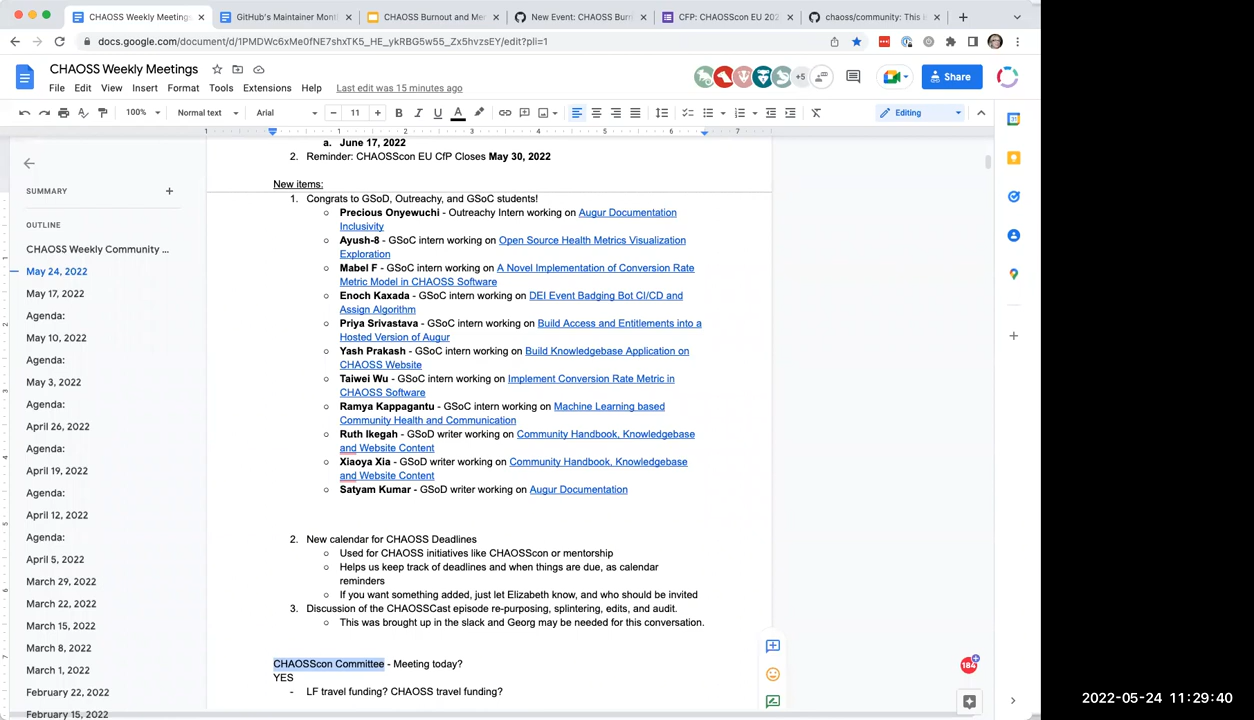 CHAOSS Weekly Meetings
GitHub's Maintainer Mont
CHAOSS Burnout and Men
New Event: CHAOSS Burn
CFP: CHAOSScon EU 202
chaoss/community: This i
docs.google.com/document/d/1PMDWc6xMe0fNE7shxTK5_HE_ykRBG5w55_Zx5hvzsEY/edit?pli=1
CHAOSS Weekly Meetings
File Edit View Insert Format Tools Extensions Help Last edit was 15 minutes ago
+5
Share
100% Normal text Arial 11 Editing
1 1 2 3 4 5 6 7
SUMMARY
OUTLINE
CHAOSS Weekly Community ...
May 24, 2022
May 17, 2022
Agenda:
May 10, 2022
Agenda:
May 3, 2022
Agenda:
April 26, 2022
Agenda:
April 19, 2022
Agenda:
April 12, 2022
Agenda:
April 5, 2022
March 29, 2022
March 22, 2022
March 15, 2022
March 8, 2022
March 1, 2022
February 22, 2022
February 15, 2022
a. June 17, 2022
2. Reminder: CHAOSScon EU CfP Closes May 30, 2022
New items:
1. Congrats to GSoD, Outreachy, and GSoC students!
○ Precious Onyewuchi - Outreachy Intern working on Augur Documentation
Inclusivity
○ Ayush-8 - GSoC intern working on Open Source Health Metrics Visualization
Exploration
○ Mabel F - GSoC intern working on A Novel Implementation of Conversion Rate
Metric Model in CHAOSS Software
○ Enoch Kaxada - GSoC intern working on DEI Event Badging Bot CI/CD and
Assign Algorithm
○ Priya Srivastava - GSoC intern working on Build Access and Entitlements into a
Hosted Version of Augur
○ Yash Prakash - GSoC intern working on Build Knowledgebase Application on
CHAOSS Website
○ Taiwei Wu - GSoC intern working on Implement Conversion Rate Metric in
CHAOSS Software
○ Ramya Kappagantu - GSoC intern working on Machine Learning based
Community Health and Communication
○ Ruth Ikegah - GSoD writer working on Community Handbook, Knowledgebase
and Website Content
○ Xiaoya Xia - GSoD writer working on Community Handbook, Knowledgebase
and Website Content
○ Satyam Kumar - GSoD writer working on Augur Documentation
2. New calendar for CHAOSS Deadlines
○ Used for CHAOSS initiatives like CHAOSScon or mentorship
○ Helps us keep track of deadlines and when things are due, as calendar
reminders
○ If you want something added, just let Elizabeth know, and who should be invited
3. Discussion of the CHAOSSCast episode re-purposing, splintering, edits, and audit.
○ This was brought up in the slack and Georg may be needed for this conversation.
CHAOSScon Committee - Meeting today?
YES
- LF travel funding? CHAOSS travel funding?
184
2022-05-24 11:29:40